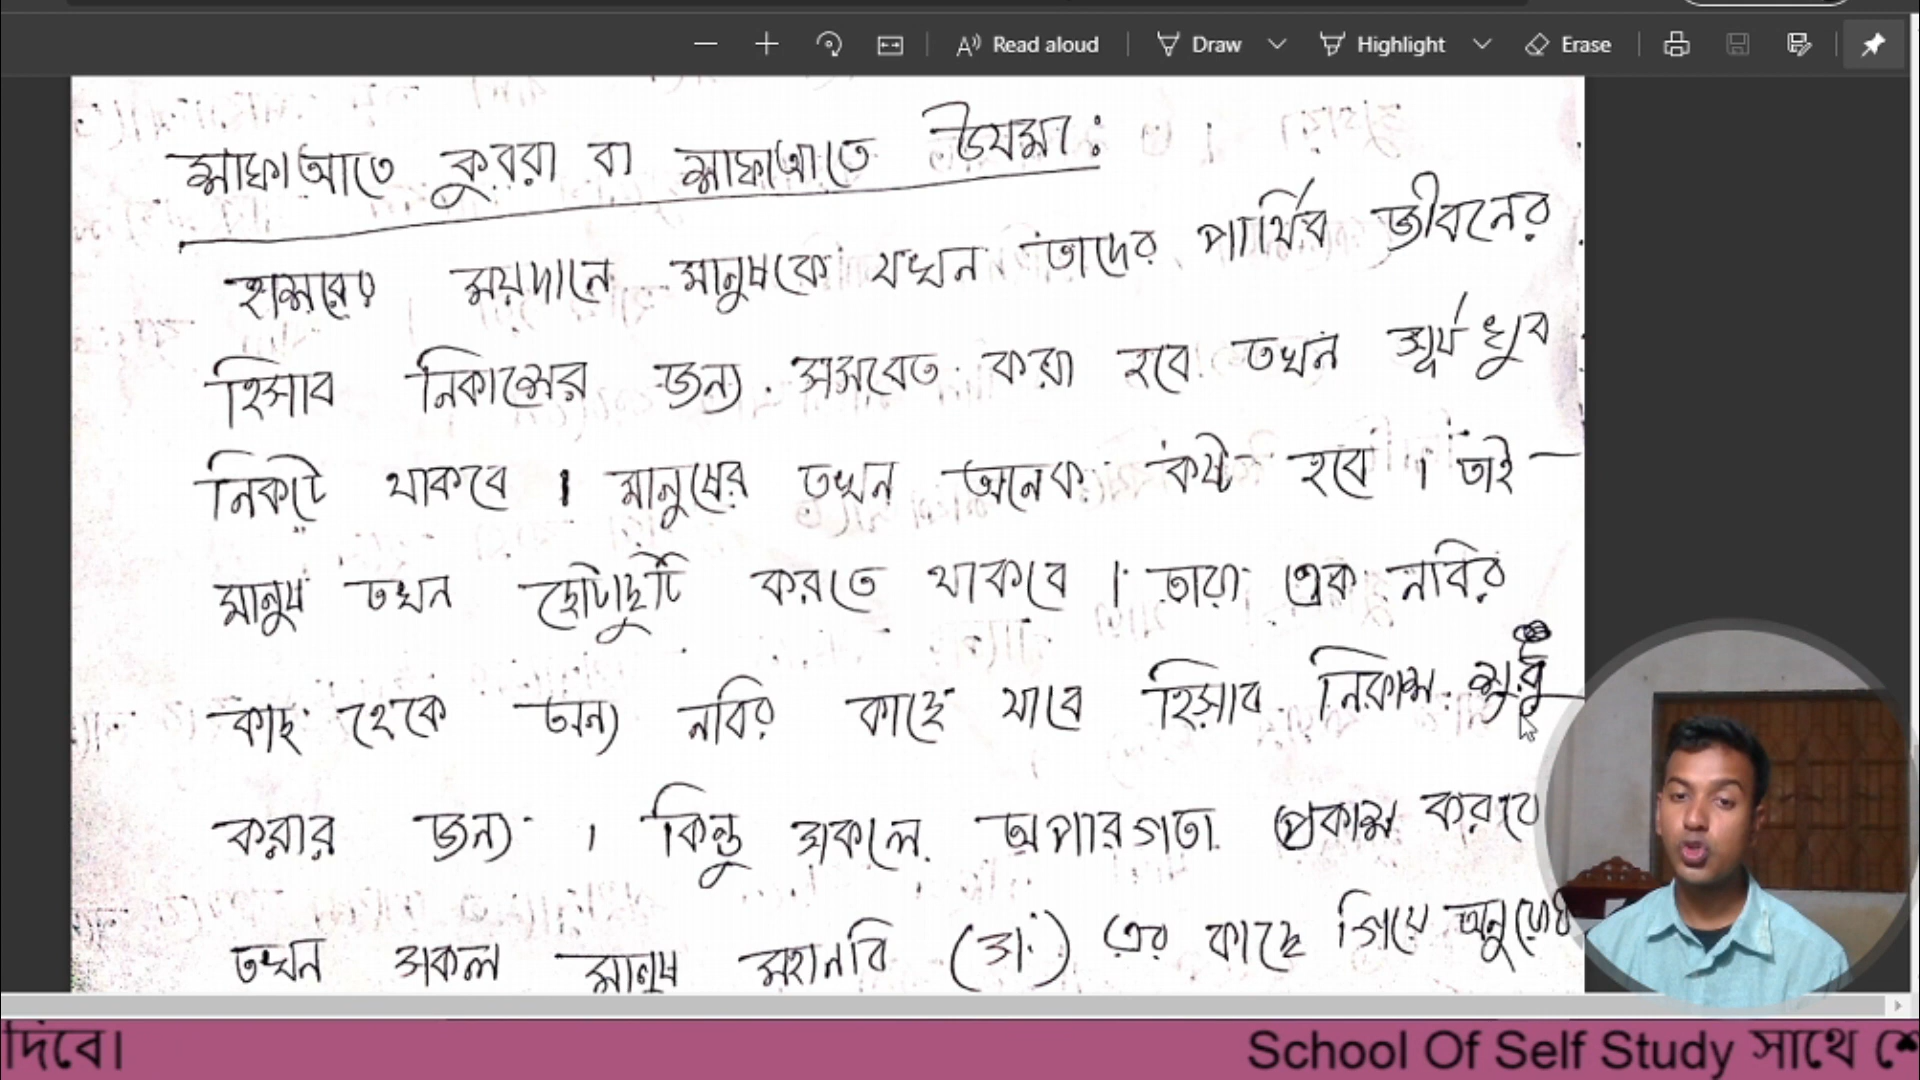 Read aloud Draw Highlight Erase
শাফাআতে কুবরা বা শাফাআতে উযমা:
হাশরের ময়দানে মানুষকে যখন তাদের পার্থিব জীবনের
হিসাব নিকাশের জন্য সমবেত করা হবে তখন সূর্য খুব
নিকটে থাকবে । মানুষের তখন অনেক কষ্ট হবে । তাই
মানুষ তখন ছোটাছুটি করতে থাকবে । তারা এক নবির
কাছ থেকে অন্য নবির কাছে যাবে হিসাব নিকাশ শুরু
করার জন্য । কিন্তু সকলে অপারগতা প্রকাশ করবে
তখন সকল মানুষ মহানবি (সা:) এর কাছে গিয়ে অনুরোধ
দিবে। School Of Self Study সাথে